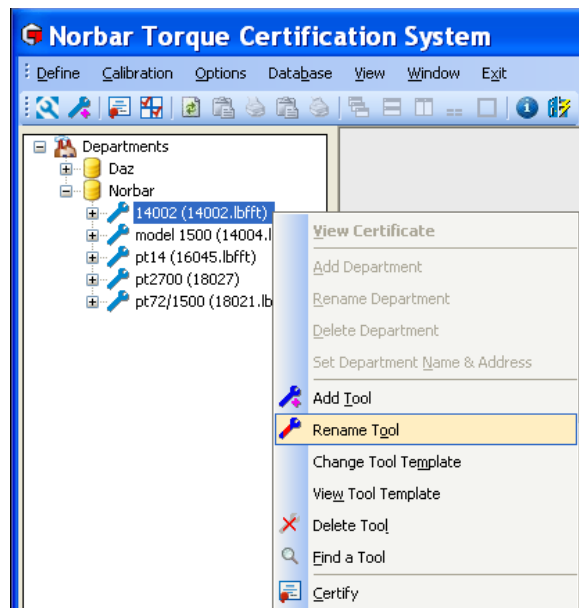 Norbar Torque Certification System
Define Calibration Options Database View Window Exit
Departments
Daz
Norbar
14002 (14002.lbfft)
model 1500 (14004.l
pt14 (16045.lbfft)
pt2700 (18027)
pt72/1500 (18021.lb
View Certificate
Add Department
Rename Department
Delete Department
Set Department Name & Address
Add Tool
Rename Tool
Change Tool Template
View Tool Template
Delete Tool
Find a Tool
Certify